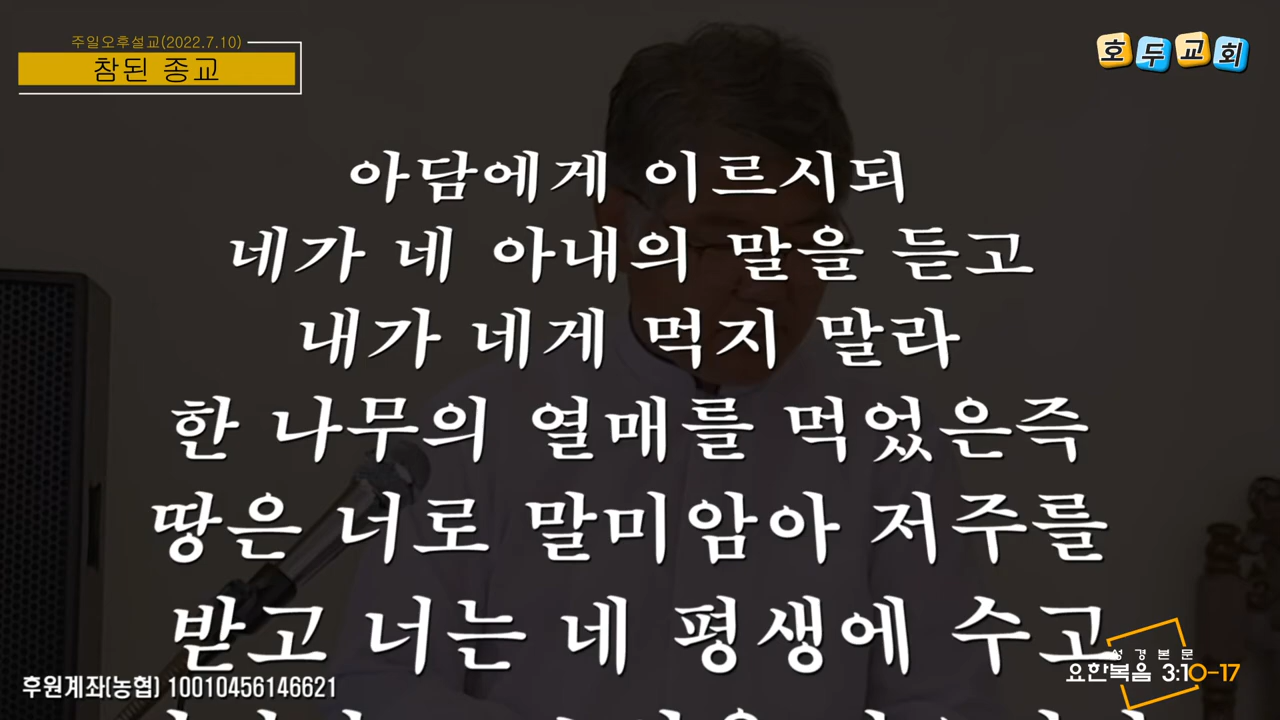 주일오후설교(2022.7.10)
참된 종교
호두교회
아담에게 이르시되
네가 네 아내의 말을 듣고
내가 네게 먹지 말라
한 나무의 열매를 먹었은즉
땅은 너로 말미암아 저주를
받고 너는 네 평생에 수고
성경본문
요한복음 3:10-17
후원계좌(농협) 10010456146621